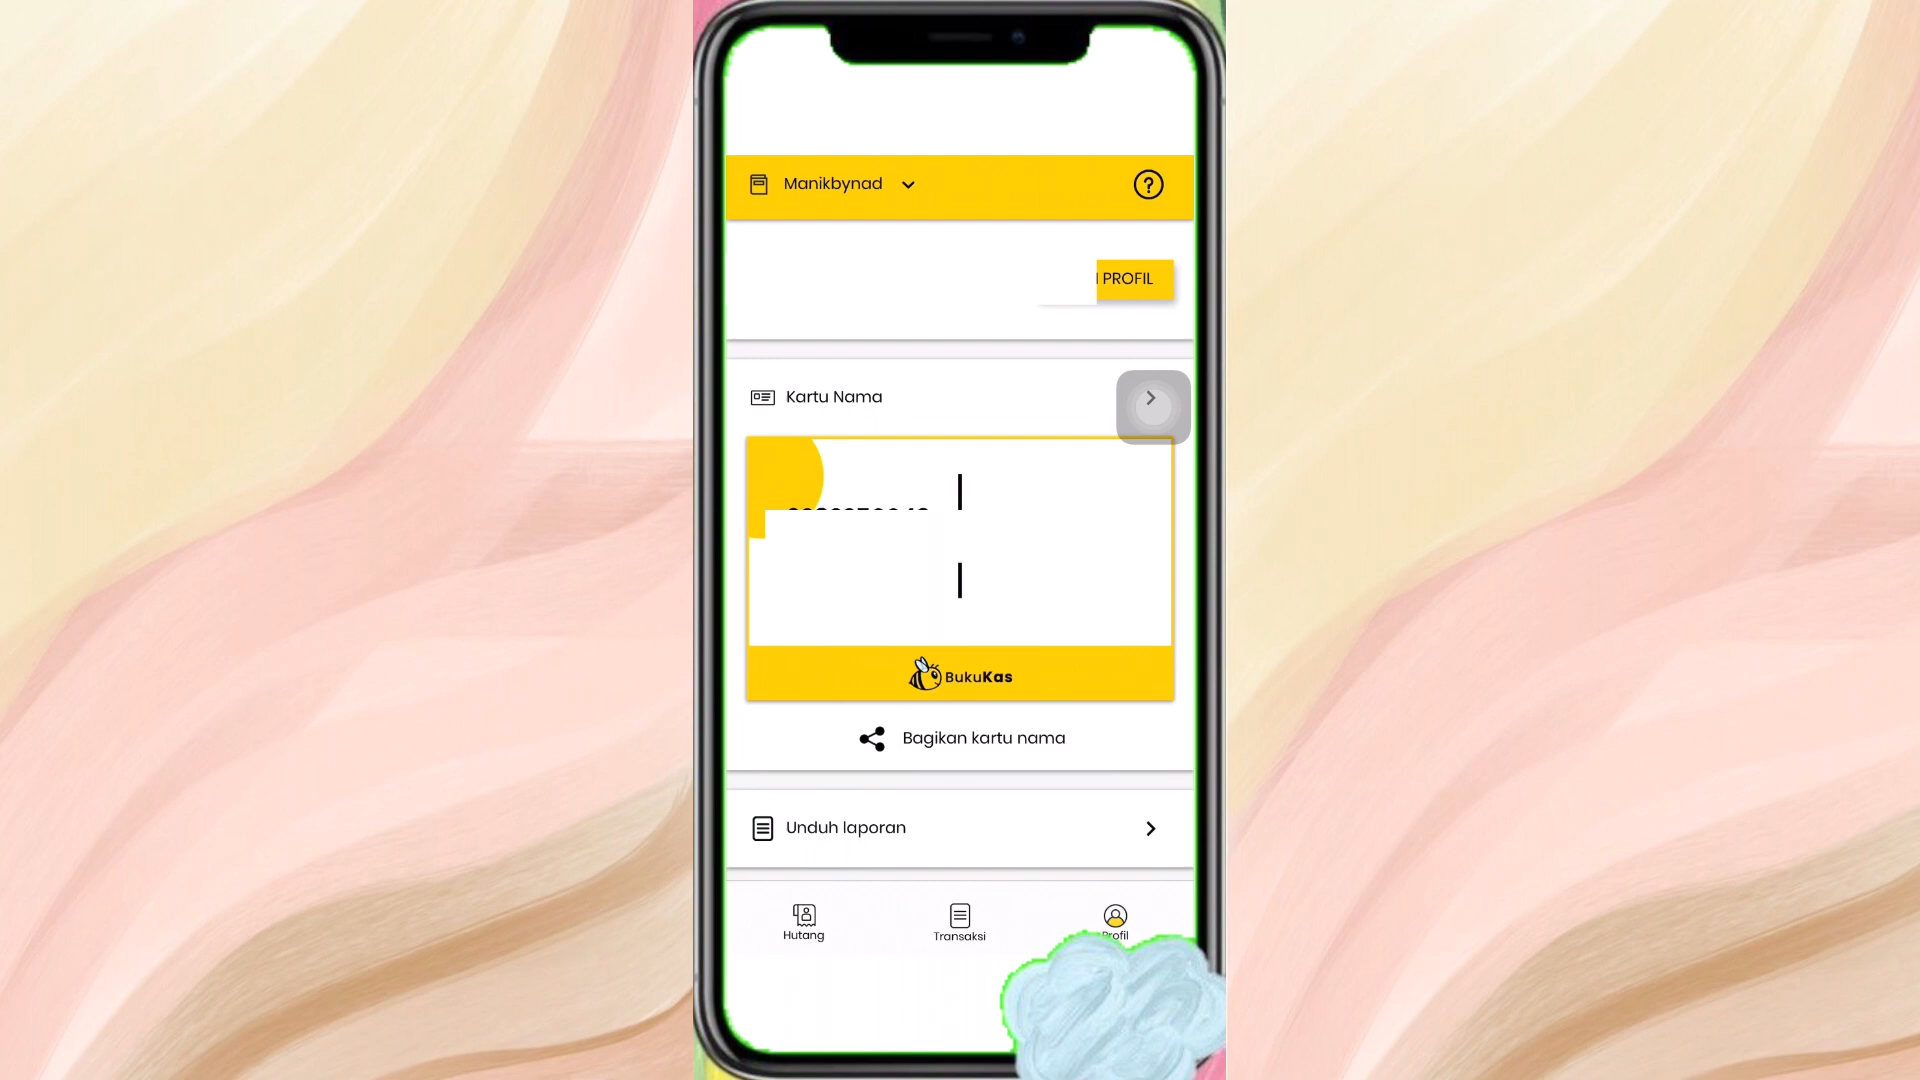 Manikbynad
PROFIL
Kartu Nama
BukuKas
Bagikan kartu nama
Unduh laporan
Hutang
Transaksi
Profil